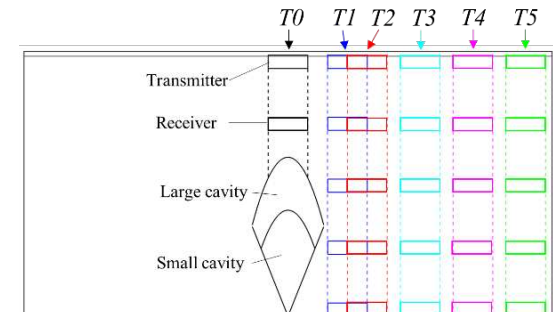 T0 T1 T2 T3 T4 T5
Transmitter
Receiver
Large cavity
Small cavity